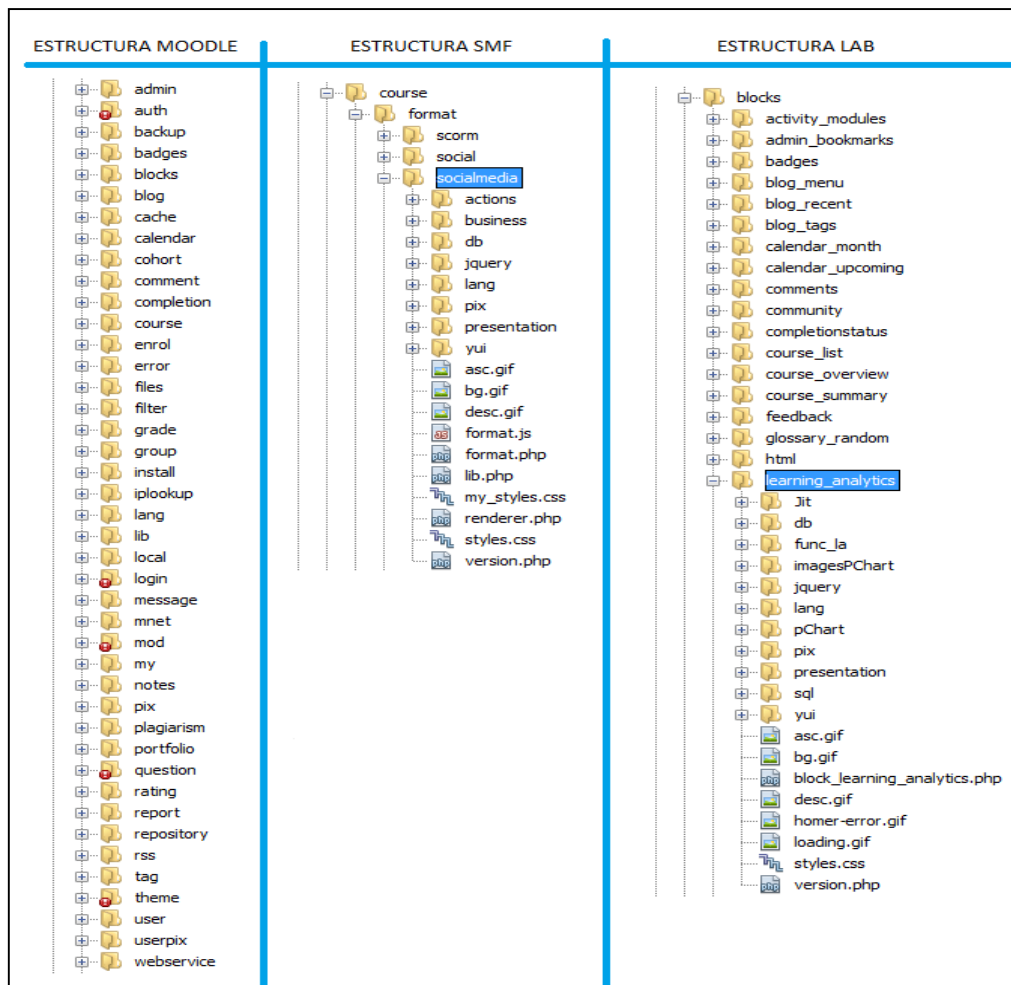 ESTRUCTURA MOODLE
admin
auth
backup
badges
blocks
blog
cache
calendar
cohort
comment
completion
course
enrol
error
files
filter
grade
group
install
iplookup
lang
lib
local
login
message
mnet
mod
my
notes
pix
plagiarism
portfolio
question
rating
report
repository
rss
tag
theme
user
userpix
webservice
ESTRUCTURA SMF
course
format
scorm
social
socialmedia
actions
business
db
jquery
lang
pix
presentation
yui
asc.gif
bg.gif
desc.gif
format.js
format.php
lib.php
my_styles.css
renderer.php
styles.css
version.php
ESTRUCTURA LAB
blocks
activity_modules
admin_bookmarks
badges
blog_menu
blog_recent
blog_tags
calendar_month
calendar_upcoming
comments
community
completionstatus
course_list
course_overview
course_summary
feedback
glossary_random
html
learning_analytics
Jit
db
func_la
imagesPChart
jquery
lang
pChart
pix
presentation
sql
yui
asc.gif
bg.gif
block_learning_analytics.php
desc.gif
homer-error.gif
loading.gif
styles.css
version.php